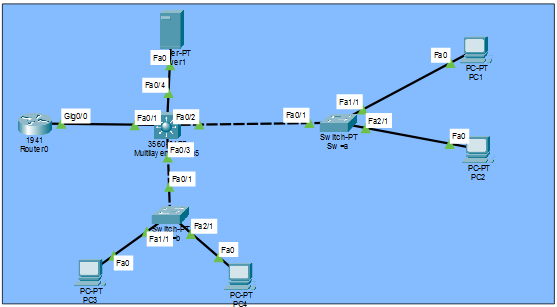 Fa0
Fa0/4
Gig0/0
1941
Router0
Fa0/1
Fa0/2
Fa0/3
Fa0/1
Fa0/1
Switch-PT
Fa1/1
Fa2/1
Fa0
PC-PT
PC1
Fa0
PC-PT
PC2
Fa1/1
Fa2/1
Fa0
PC-PT
PC3
Fa0
PC-PT
PC4